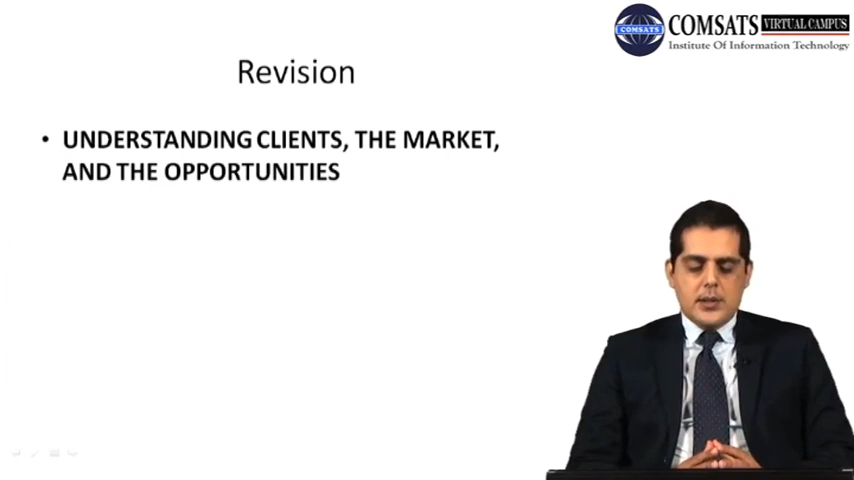 COMSATS VIRTUAL CAMPUS
COMSATS
Institute Of Information Technology
Revision
• UNDERSTANDING CLIENTS, THE MARKET,
AND THE OPPORTUNITIES